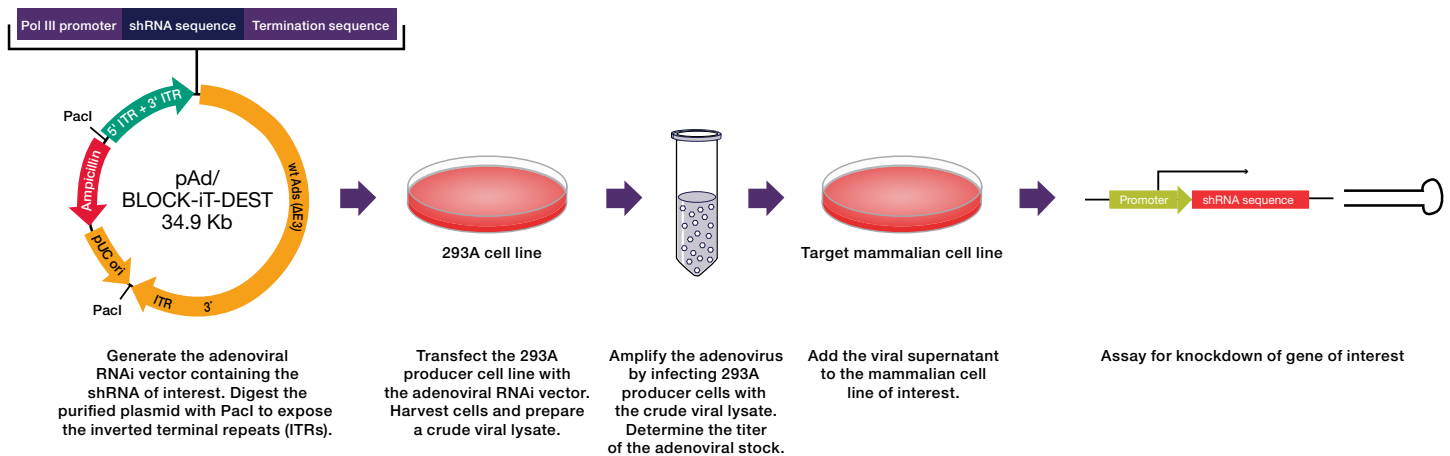 Pol III promoter shRNA sequence Termination sequence
PacI
5' ITR + 3' ITR
Ampicillin
pUC ori
PacI
ITR 3'
wt Ads (ΔE3)
pAd/
BLOCK-iT-DEST
34.9 Kb
293A cell line
Target mammalian cell line
Promoter shRNA sequence
Generate the adenoviral
RNAi vector containing the
shRNA of interest. Digest the
purified plasmid with PacI to expose
the inverted terminal repeats (ITRs).
Transfect the 293A
producer cell line with
the adenoviral RNAi vector.
Harvest cells and prepare
a crude viral lysate.
Amplify the adenovirus
by infecting 293A
producer cells with
the crude viral lysate.
Determine the titer
of the adenoviral stock.
Add the viral supernatant
to the mammalian cell
line of interest.
Assay for knockdown of gene of interest